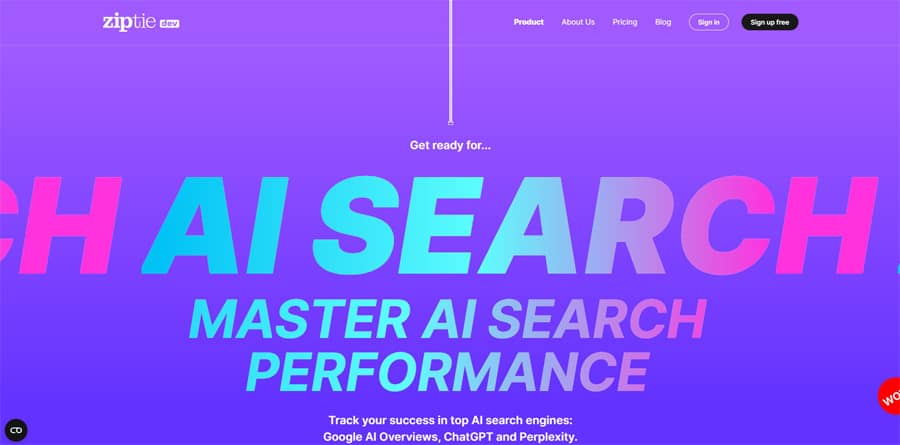 ziptie dev
Product
About Us
Pricing
Blog
Sign in
Sign up free
Get ready for...
CH AI SEARCH
MASTER AI SEARCH
PERFORMANCE
Track your success in top AI search engines:
Google AI Overviews, ChatGPT and Perplexity.